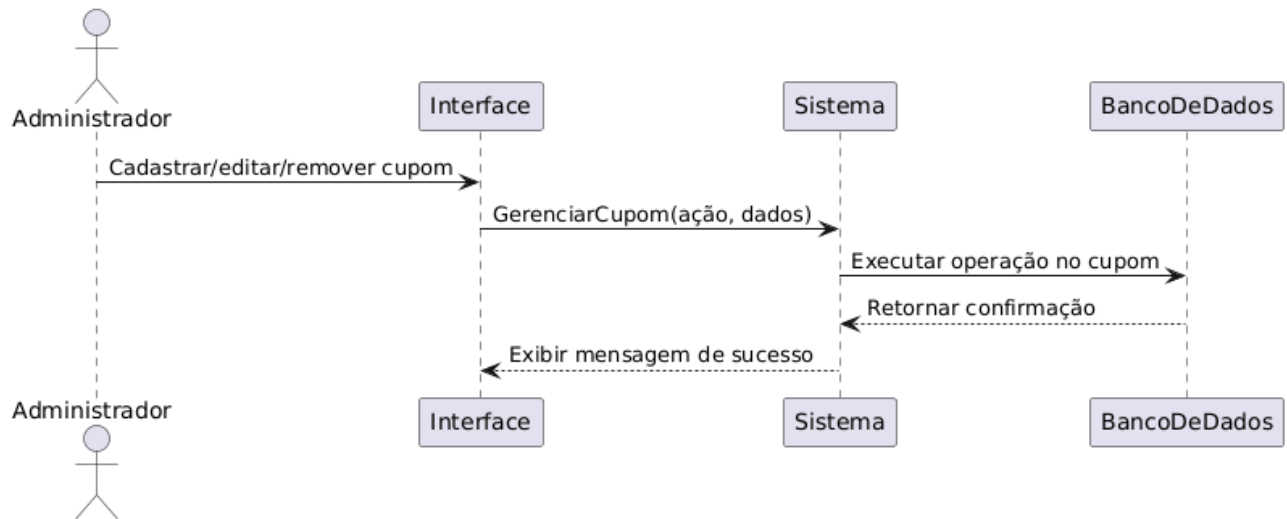 Administrador
Interface
Sistema
BancoDeDados
Cadastrar/editar/remover cupom
GerenciarCupom(ação, dados)
Executar operação no cupom
Retornar confirmação
Exibir mensagem de sucesso
Administrador
Interface
Sistema
BancoDeDados